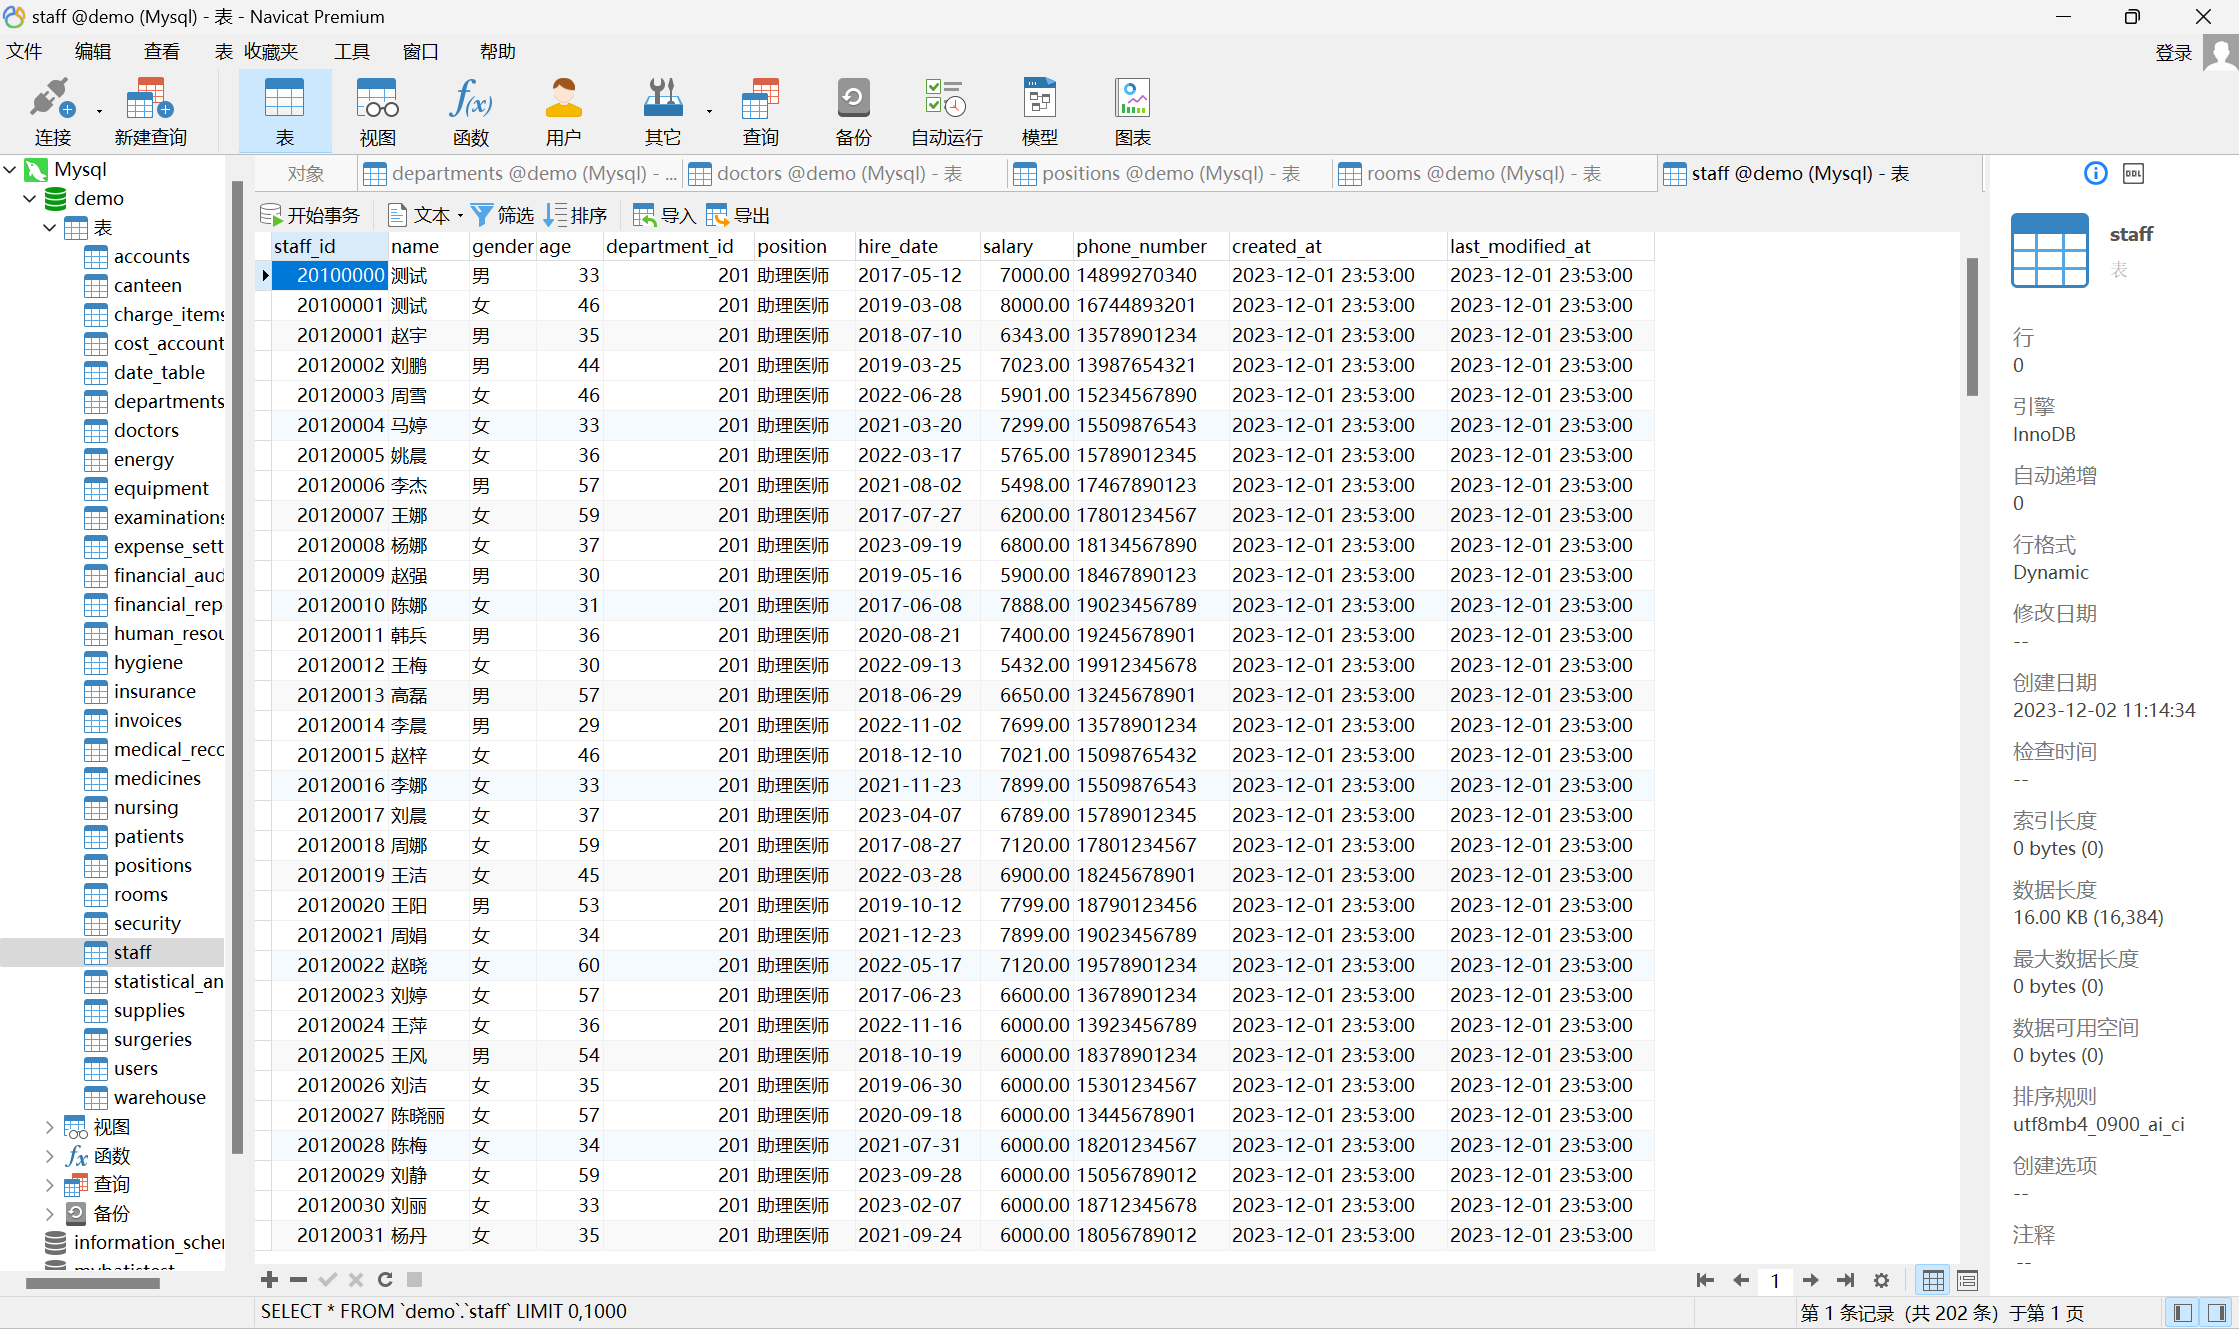 staff @demo (Mysql) - 表 - Navicat Premium
文件 编辑 查看 表 收藏夹 工具 窗口 帮助 登录
连接 新建查询 表 视图 函数 用户 其它 查询 备份 自动运行 模型 图表
对象 departments @demo (Mysql) - ... doctors @demo (Mysql) - 表 positions @demo (Mysql) - 表 rooms @demo (Mysql) - 表 staff @demo (Mysql) - 表
开始事务 文本 筛选 排序 导入 导出
Mysql
demo
表
accounts
canteen
charge_items
cost_account
date_table
departments
doctors
energy
equipment
examinations
expense_sett
financial_aud
financial_rep
human_resou
hygiene
insurance
invoices
medical_reco
medicines
nursing
patients
positions
rooms
security
staff
statistical_an
supplies
surgeries
users
warehouse
视图
函数
查询
备份
information_scher
mybatistest
staff_id name gender age department_id position hire_date salary phone_number created_at last_modified_at
20100000 测试 男 33 201 助理医师 2017-05-12 7000.00 14899270340 2023-12-01 23:53:00 2023-12-01 23:53:00
20100001 测试 女 46 201 助理医师 2019-03-08 8000.00 16744893201 2023-12-01 23:53:00 2023-12-01 23:53:00
20120001 赵宇 男 35 201 助理医师 2018-07-10 6343.00 13578901234 2023-12-01 23:53:00 2023-12-01 23:53:00
20120002 刘鹏 男 44 201 助理医师 2019-03-25 7023.00 13987654321 2023-12-01 23:53:00 2023-12-01 23:53:00
20120003 周雪 女 46 201 助理医师 2022-06-28 5901.00 15234567890 2023-12-01 23:53:00 2023-12-01 23:53:00
20120004 马婷 女 33 201 助理医师 2021-03-20 7299.00 15509876543 2023-12-01 23:53:00 2023-12-01 23:53:00
20120005 姚晨 女 36 201 助理医师 2022-03-17 5765.00 15789012345 2023-12-01 23:53:00 2023-12-01 23:53:00
20120006 李杰 男 57 201 助理医师 2021-08-02 5498.00 17467890123 2023-12-01 23:53:00 2023-12-01 23:53:00
20120007 王娜 女 59 201 助理医师 2017-07-27 6200.00 17801234567 2023-12-01 23:53:00 2023-12-01 23:53:00
20120008 杨娜 女 37 201 助理医师 2023-09-19 6800.00 18134567890 2023-12-01 23:53:00 2023-12-01 23:53:00
20120009 赵强 男 30 201 助理医师 2019-05-16 5900.00 18467890123 2023-12-01 23:53:00 2023-12-01 23:53:00
20120010 陈娜 女 31 201 助理医师 2017-06-08 7888.00 19023456789 2023-12-01 23:53:00 2023-12-01 23:53:00
20120011 韩兵 男 36 201 助理医师 2020-08-21 7400.00 19245678901 2023-12-01 23:53:00 2023-12-01 23:53:00
20120012 王梅 女 30 201 助理医师 2022-09-13 5432.00 19912345678 2023-12-01 23:53:00 2023-12-01 23:53:00
20120013 高磊 男 57 201 助理医师 2018-06-29 6650.00 13245678901 2023-12-01 23:53:00 2023-12-01 23:53:00
20120014 李晨 男 29 201 助理医师 2022-11-02 7699.00 13578901234 2023-12-01 23:53:00 2023-12-01 23:53:00
20120015 赵梓 女 46 201 助理医师 2018-12-10 7021.00 15098765432 2023-12-01 23:53:00 2023-12-01 23:53:00
20120016 李娜 女 33 201 助理医师 2021-11-23 7899.00 15509876543 2023-12-01 23:53:00 2023-12-01 23:53:00
20120017 刘晨 女 37 201 助理医师 2023-04-07 6789.00 15789012345 2023-12-01 23:53:00 2023-12-01 23:53:00
20120018 周娜 女 59 201 助理医师 2017-08-27 7120.00 17801234567 2023-12-01 23:53:00 2023-12-01 23:53:00
20120019 王洁 女 45 201 助理医师 2022-03-28 6900.00 18245678901 2023-12-01 23:53:00 2023-12-01 23:53:00
20120020 王阳 男 53 201 助理医师 2019-10-12 7799.00 18790123456 2023-12-01 23:53:00 2023-12-01 23:53:00
20120021 周娟 女 34 201 助理医师 2021-12-23 7899.00 19023456789 2023-12-01 23:53:00 2023-12-01 23:53:00
20120022 赵晓 女 60 201 助理医师 2022-05-17 7120.00 19578901234 2023-12-01 23:53:00 2023-12-01 23:53:00
20120023 刘婷 女 57 201 助理医师 2017-06-23 6600.00 13678901234 2023-12-01 23:53:00 2023-12-01 23:53:00
20120024 王萍 女 36 201 助理医师 2022-11-16 6000.00 13923456789 2023-12-01 23:53:00 2023-12-01 23:53:00
20120025 王风 男 54 201 助理医师 2018-10-19 6000.00 18378901234 2023-12-01 23:53:00 2023-12-01 23:53:00
20120026 刘洁 女 35 201 助理医师 2019-06-30 6000.00 15301234567 2023-12-01 23:53:00 2023-12-01 23:53:00
20120027 陈晓丽 女 57 201 助理医师 2020-09-18 6000.00 13445678901 2023-12-01 23:53:00 2023-12-01 23:53:00
20120028 陈梅 女 34 201 助理医师 2021-07-31 6000.00 18201234567 2023-12-01 23:53:00 2023-12-01 23:53:00
20120029 刘静 女 59 201 助理医师 2023-09-28 6000.00 15056789012 2023-12-01 23:53:00 2023-12-01 23:53:00
20120030 刘丽 女 33 201 助理医师 2023-02-07 6000.00 18712345678 2023-12-01 23:53:00 2023-12-01 23:53:00
20120031 杨丹 女 35 201 助理医师 2021-09-24 6000.00 18056789012 2023-12-01 23:53:00 2023-12-01 23:53:00
1
SELECT * FROM `demo`.`staff` LIMIT 0,1000
第 1 条记录 (共 202 条) 于第 1 页
DDL
staff
表
行
0
引擎
InnoDB
自动递增
0
行格式
Dynamic
修改日期
--
创建日期
2023-12-02 11:14:34
检查时间
--
索引长度
0 bytes (0)
数据长度
16.00 KB (16,384)
最大数据长度
0 bytes (0)
数据可用空间
0 bytes (0)
排序规则
utf8mb4_0900_ai_ci
创建选项
--
注释
--